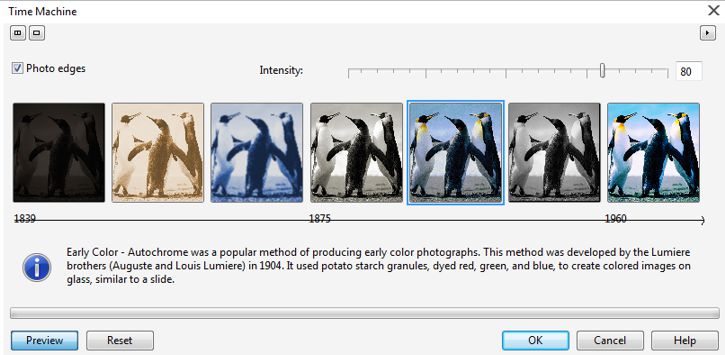 Time Machine
Photo edges
Intensity:
80
1839
1875
1960
Early Color - Autochrome was a popular method of producing early color photographs. This method was developed by the Lumiere
brothers (Auguste and Louis Lumiere) in 1904. It used potato starch granules, dyed red, green, and blue, to create colored images on
glass, similar to a slide.
Preview
Reset
OK
Cancel
Help